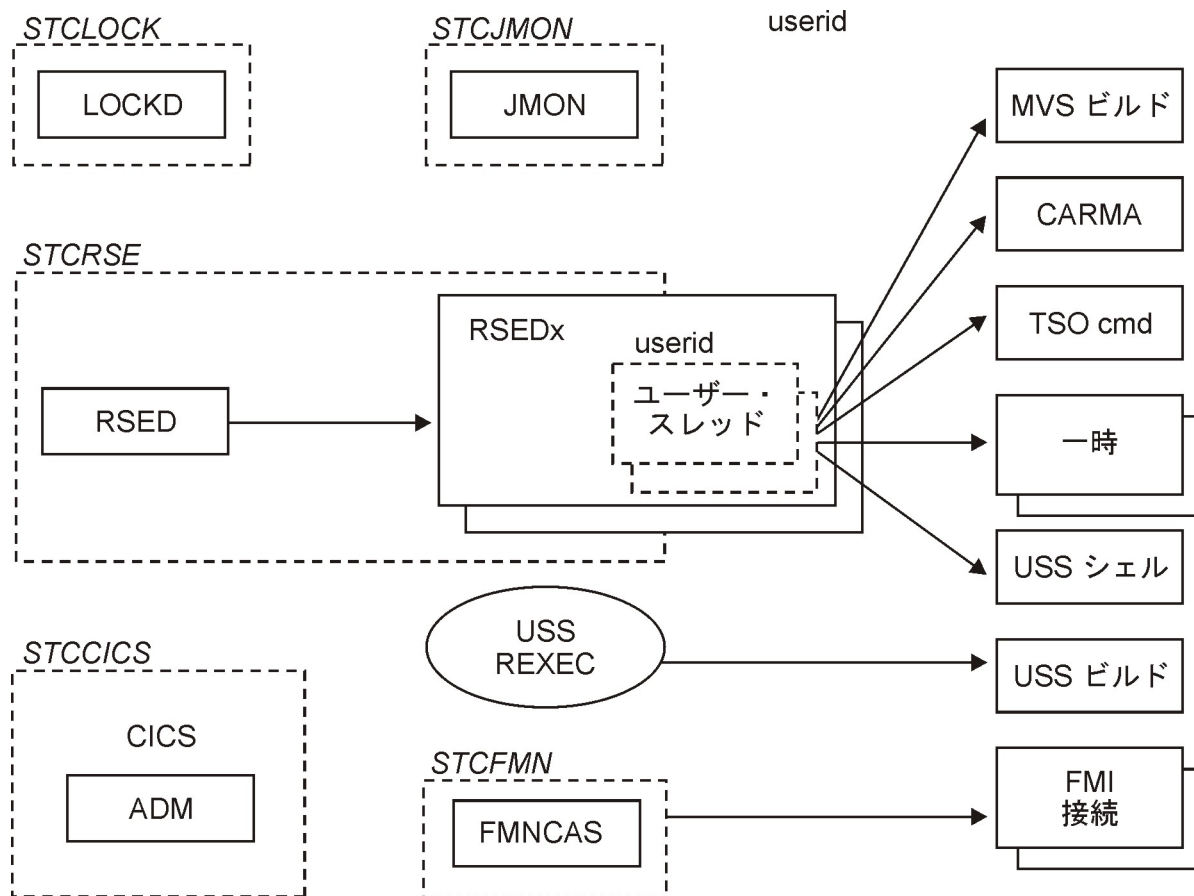 STCLOCK
LOCKD
STCJMON
JMON
userid
MVS ビルド
CARMA
TSO cmd
一時
USS シェル
USS ビルド
FMI
接続
STCRSE
RSED
RSEDx
userid
ユーザー・
スレッド
USS
REXEC
STCCICS
CICS
ADM
STCFMN
FMNCAS